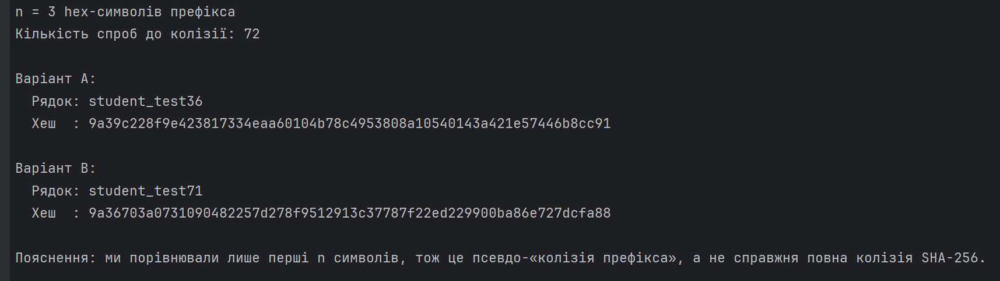 n = 3 hex-символів префікса
Кількість спроб до колізії: 72
Варіант A:
Рядок: student_test36
Хеш : 9a39c228f9e423817334eaa60104b78c4953808a10540143a421e57446b8cc91
Варіант B:
Рядок: student_test71
Хеш : 9a36703a0731090482257d278f9512913c37787f22ed229900ba86e727dcfa88
Пояснення: ми порівнювали лише перші n символів, тож це псевдо-«колізія префікса», а не справжня повна колізія SHA-256.